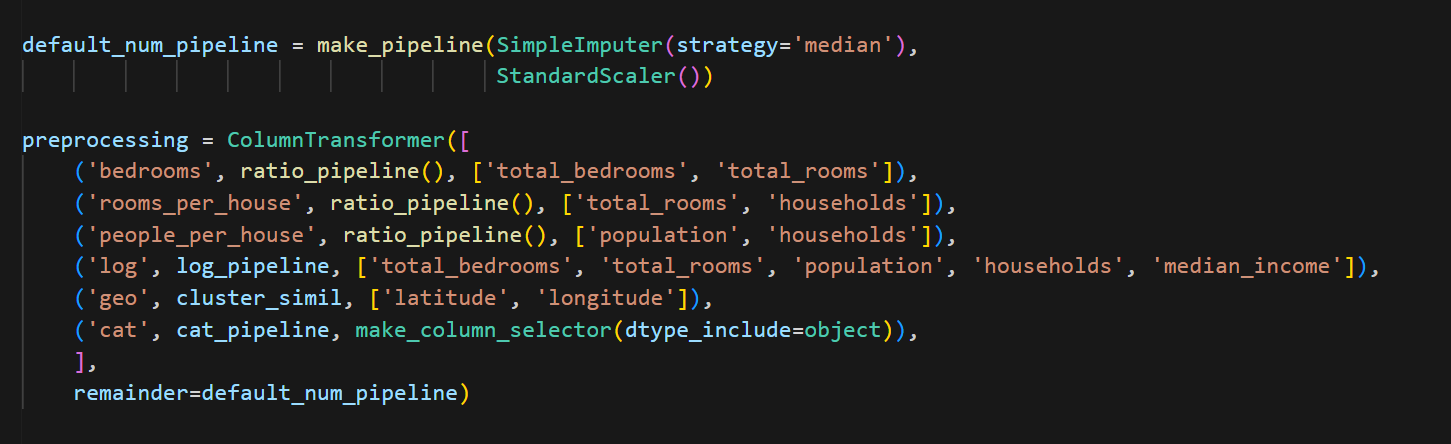 default_num_pipeline = make_pipeline(SimpleImputer(strategy='median'),
                                     StandardScaler())

preprocessing = ColumnTransformer([
    ('bedrooms', ratio_pipeline(), ['total_bedrooms', 'total_rooms']),
    ('rooms_per_house', ratio_pipeline(), ['total_rooms', 'households']),
    ('people_per_house', ratio_pipeline(), ['population', 'households']),
    ('log', log_pipeline, ['total_bedrooms', 'total_rooms', 'population', 'households', 'median_income']),
    ('geo', cluster_simil, ['latitude', 'longitude']),
    ('cat', cat_pipeline, make_column_selector(dtype_include=object)),
    ],
    remainder=default_num_pipeline)